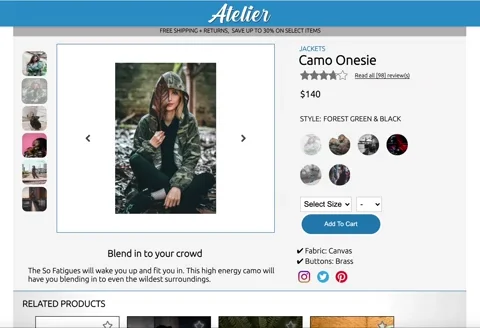 Atelier
FREE SHIPPING + RETURNS, SAVE UP TO 30% ON SELECT ITEMS
JACKETS
Camo Onesie
Read all (98) review(s)
$140
STYLE: FOREST GREEN & BLACK
Select Size
-
Add To Cart
Blend in to your crowd
The So Fatigues will wake you up and fit you in. This high energy camo will
have you blending in to even the wildest surroundings.
✔ Fabric: Canvas
✔ Buttons: Brass
RELATED PRODUCTS